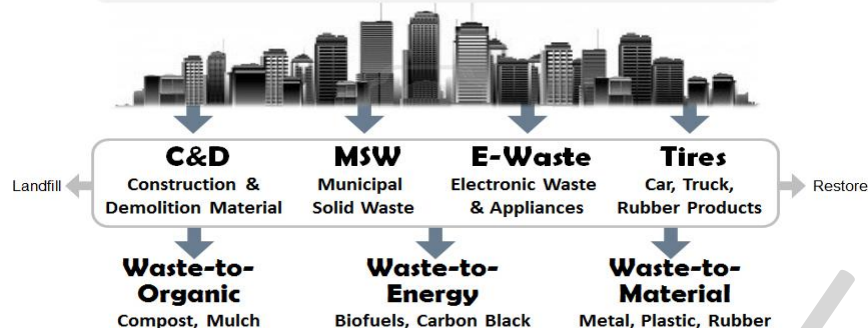 C&D
Construction &
Demolition Material
MSW
Municipal
Solid Waste
E-Waste
Electronic Waste
& Appliances
Tires
Car, Truck,
Rubber Products
Landfill
Restore
Waste-to-
Organic
Compost, Mulch
Waste-to-
Energy
Biofuels, Carbon Black
Waste-to-
Material
Metal, Plastic, Rubber